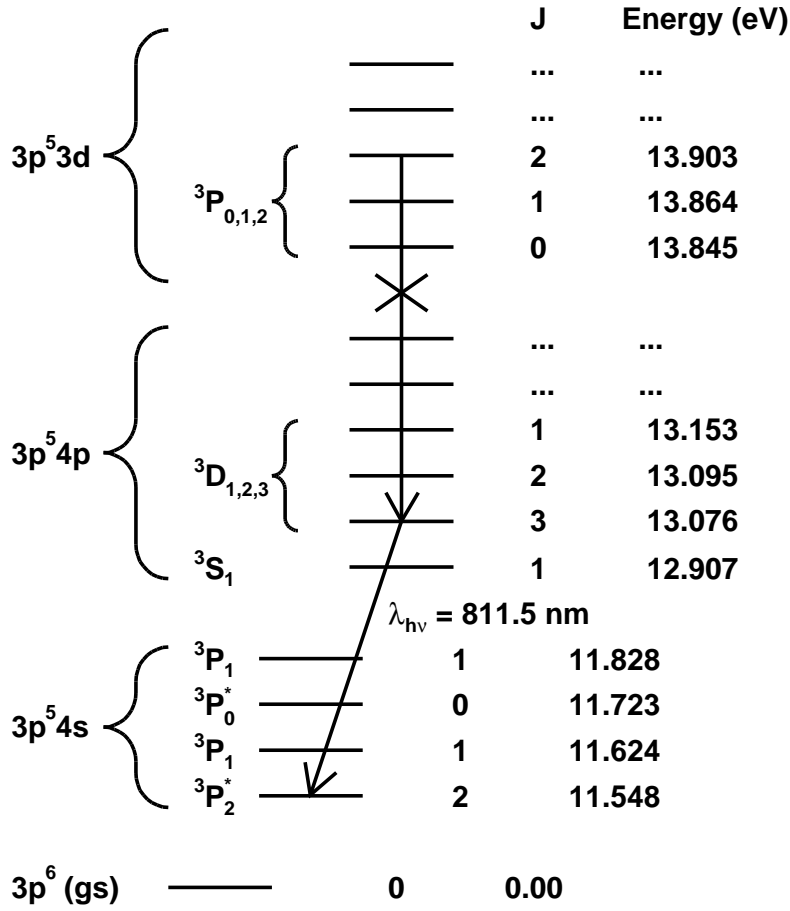 J Energy (eV)
... ...
... ...
3p⁵3d 2 13.903
³P₀,₁,₂ 1 13.864
0 13.845
... ...
... ...
3p⁵4p 1 13.153
³D₁,₂,₃ 2 13.095
3 13.076
³S₁ 1 12.907
λhν = 811.5 nm
³P₁ 1 11.828
3p⁵4s ³P₀* 0 11.723
³P₁ 1 11.624
³P₂* 2 11.548
3p⁶ (gs) 0 0.00